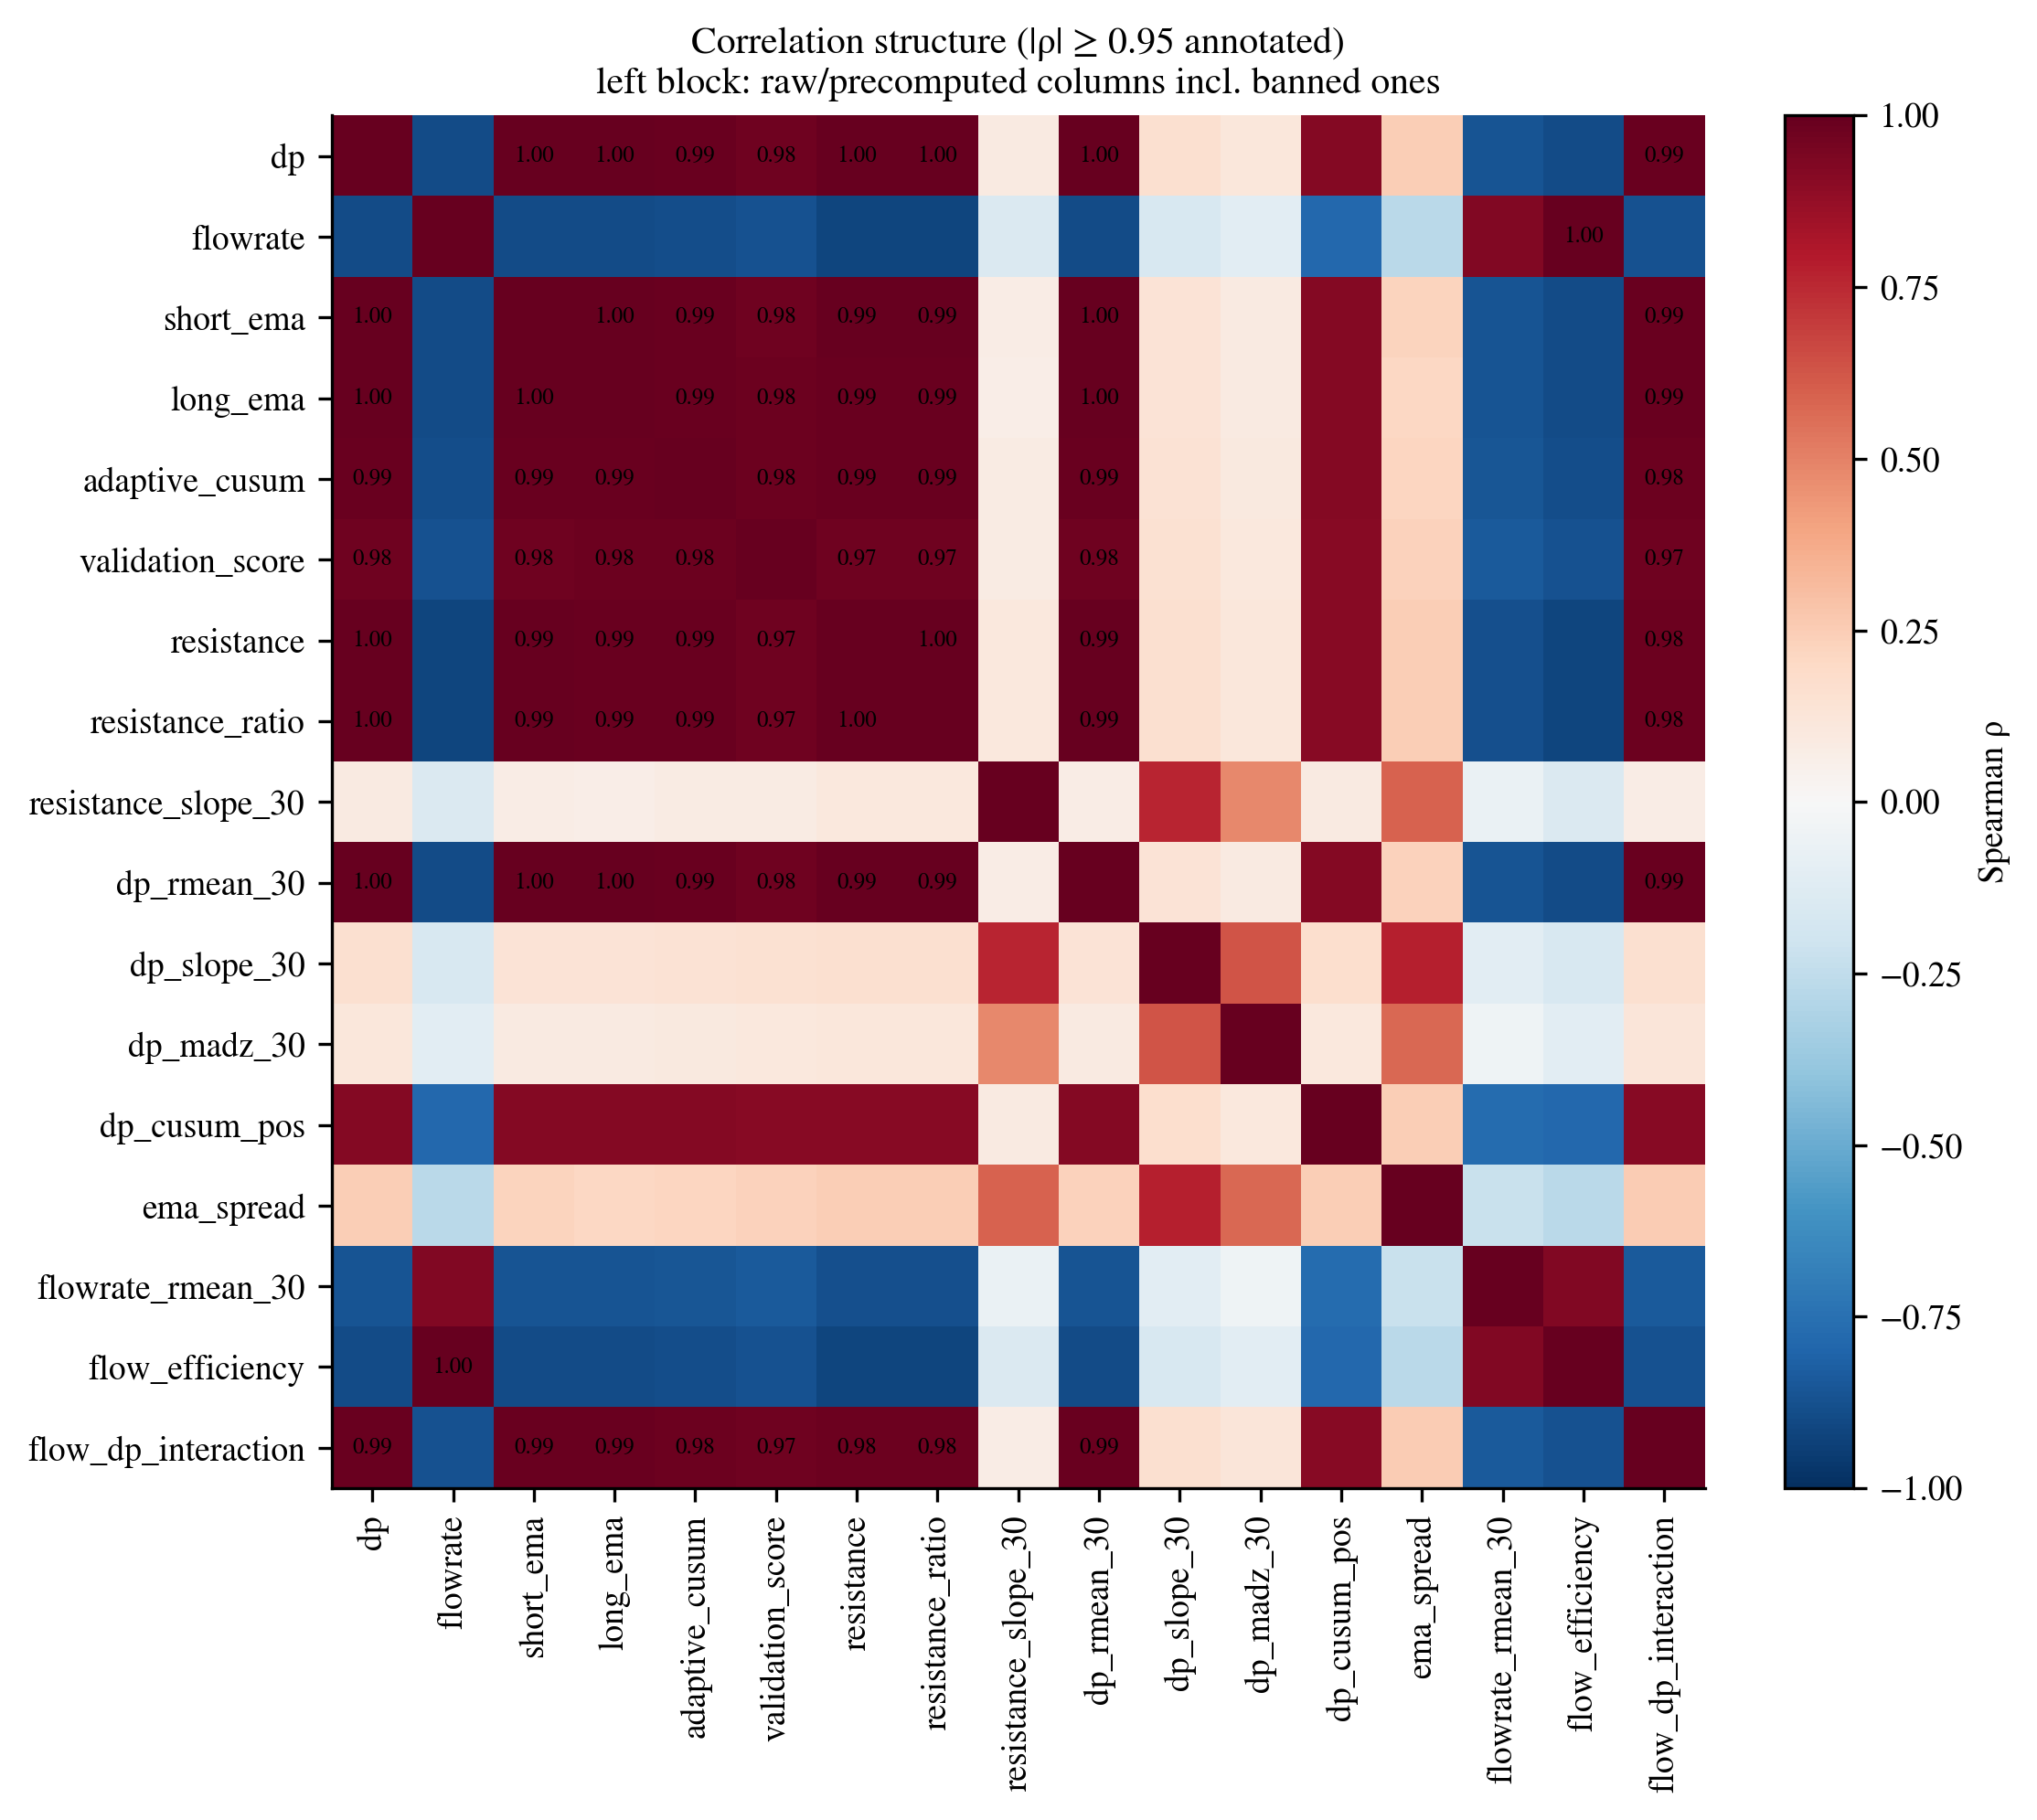 Correlation structure (|ρ| ≥ 0.95 annotated)
left block: raw/precomputed columns incl. banned ones
dp 1.00 1.00 0.99 0.98 1.00 1.00 1.00 0.99
flowrate 1.00
short_ema 1.00 1.00 0.99 0.98 0.99 0.99 1.00 0.99
long_ema 1.00 1.00 0.99 0.98 0.99 0.99 1.00 0.99
adaptive_cusum 0.99 0.99 0.99 0.98 0.99 0.99 0.99 0.98
validation_score 0.98 0.98 0.98 0.98 0.97 0.97 0.98 0.97
resistance 1.00 0.99 0.99 0.99 0.97 1.00 0.99 0.98
resistance_ratio 1.00 0.99 0.99 0.99 0.97 1.00 0.99 0.98
resistance_slope_30
dp_rmean_30 1.00 1.00 1.00 0.99 0.98 0.99 0.99 0.99
dp_slope_30
dp_madz_30
dp_cusum_pos
ema_spread
flowrate_rmean_30
flow_efficiency 1.00
flow_dp_interaction 0.99 0.99 0.99 0.98 0.97 0.98 0.98 0.99
dp
flowrate
short_ema
long_ema
adaptive_cusum
validation_score
resistance
resistance_ratio
resistance_slope_30
dp_rmean_30
dp_slope_30
dp_madz_30
dp_cusum_pos
ema_spread
flowrate_rmean_30
flow_efficiency
flow_dp_interaction
1.00
0.75
0.50
0.25
0.00
−0.25
−0.50
−0.75
−1.00
Spearman ρ